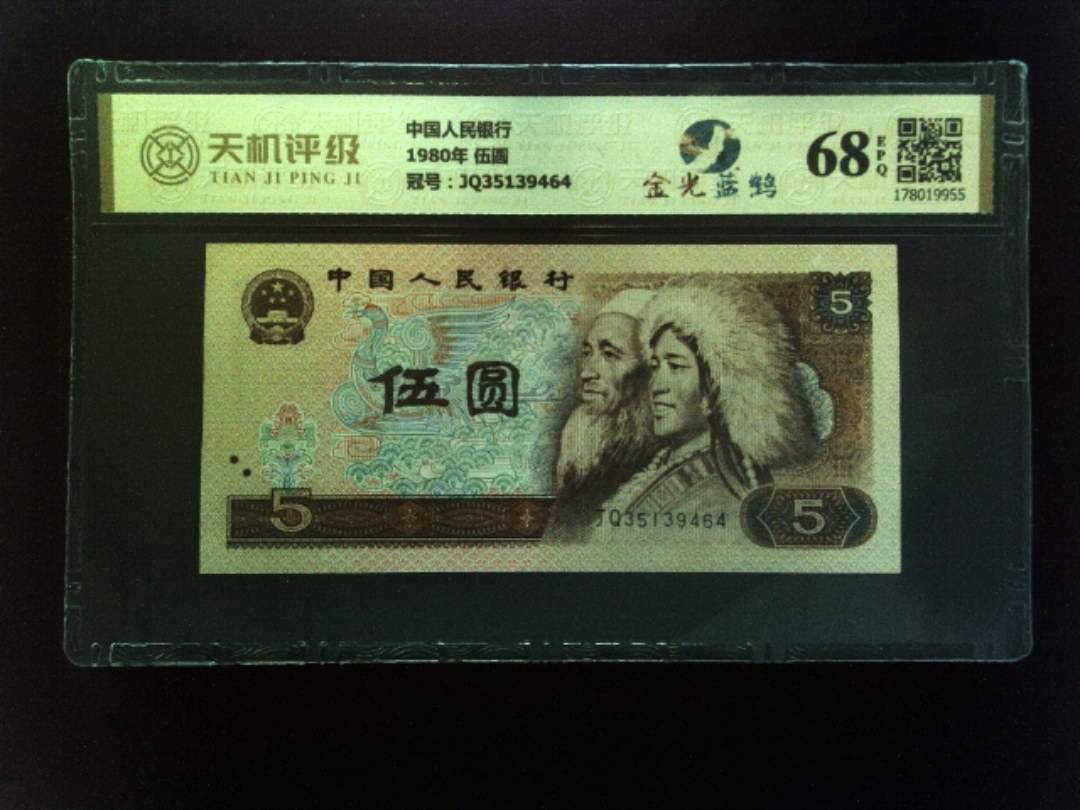 天机评级
TIAN JI PING JI
中国人民银行
1980年 伍圆
冠号：JQ35139464
金光蓝鹤
68
EPQ
178019955
中国人民银行
5
伍圆
5
JQ35139464
5